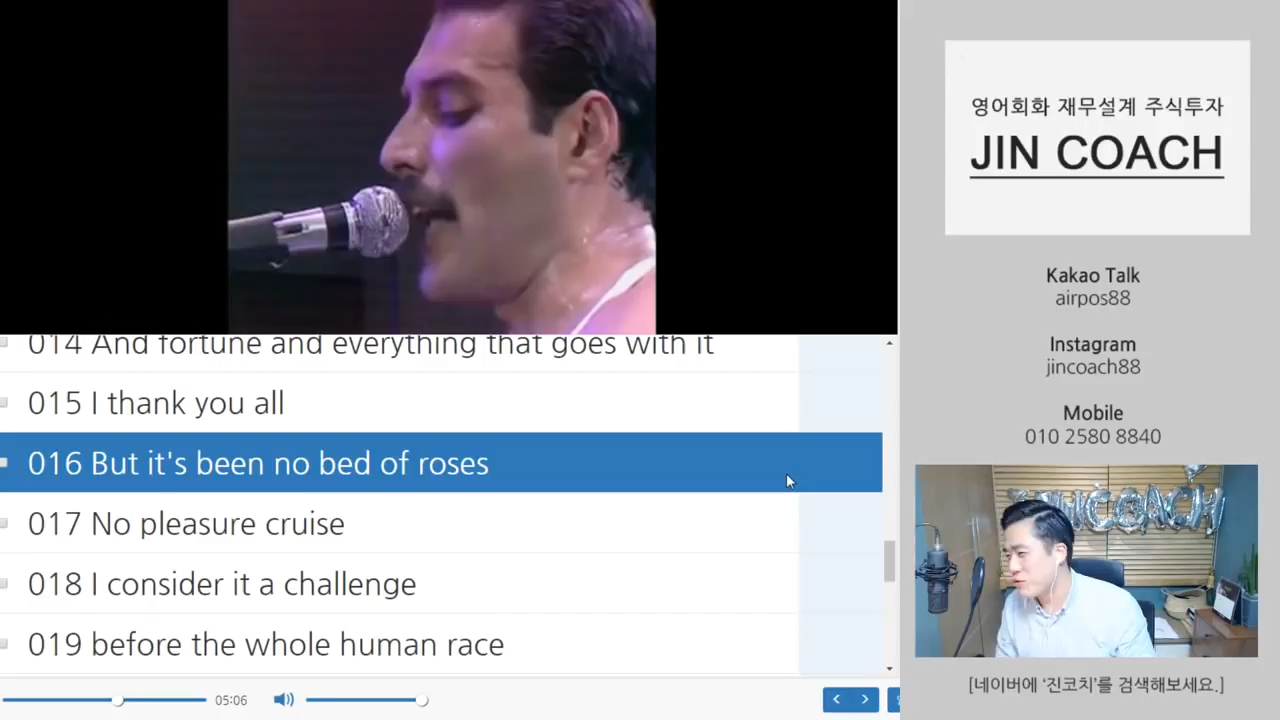 014 And fortune and everything that goes with it
015 I thank you all
016 But it's been no bed of roses
017 No pleasure cruise
018 I consider it a challenge
019 before the whole human race
05:06
영어회화 재무설계 주식투자
JIN COACH
Kakao Talk
airpos88
Instagram
jincoach88
Mobile
010 2580 8840
JINCOACH
[네이버에 '진코치'를 검색해보세요.]